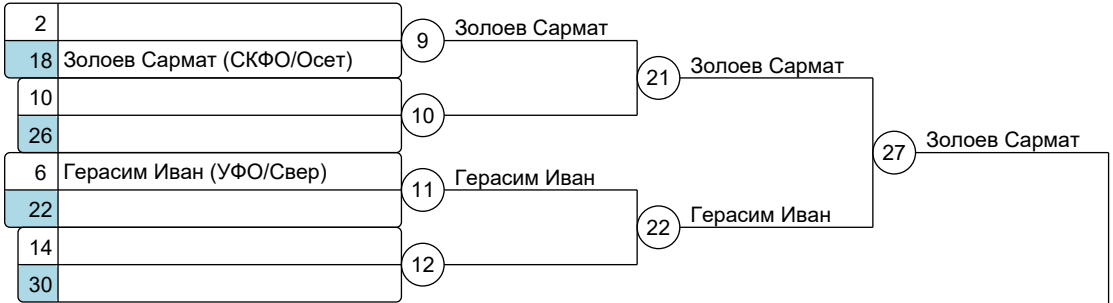 2
9 Золоев Сармат
18 Золоев Сармат (СКФО/Осет)
21 Золоев Сармат
10
10
26
27 Золоев Сармат
6 Герасим Иван (УФО/Свер)
11 Герасим Иван
22
22 Герасим Иван
14
12
30